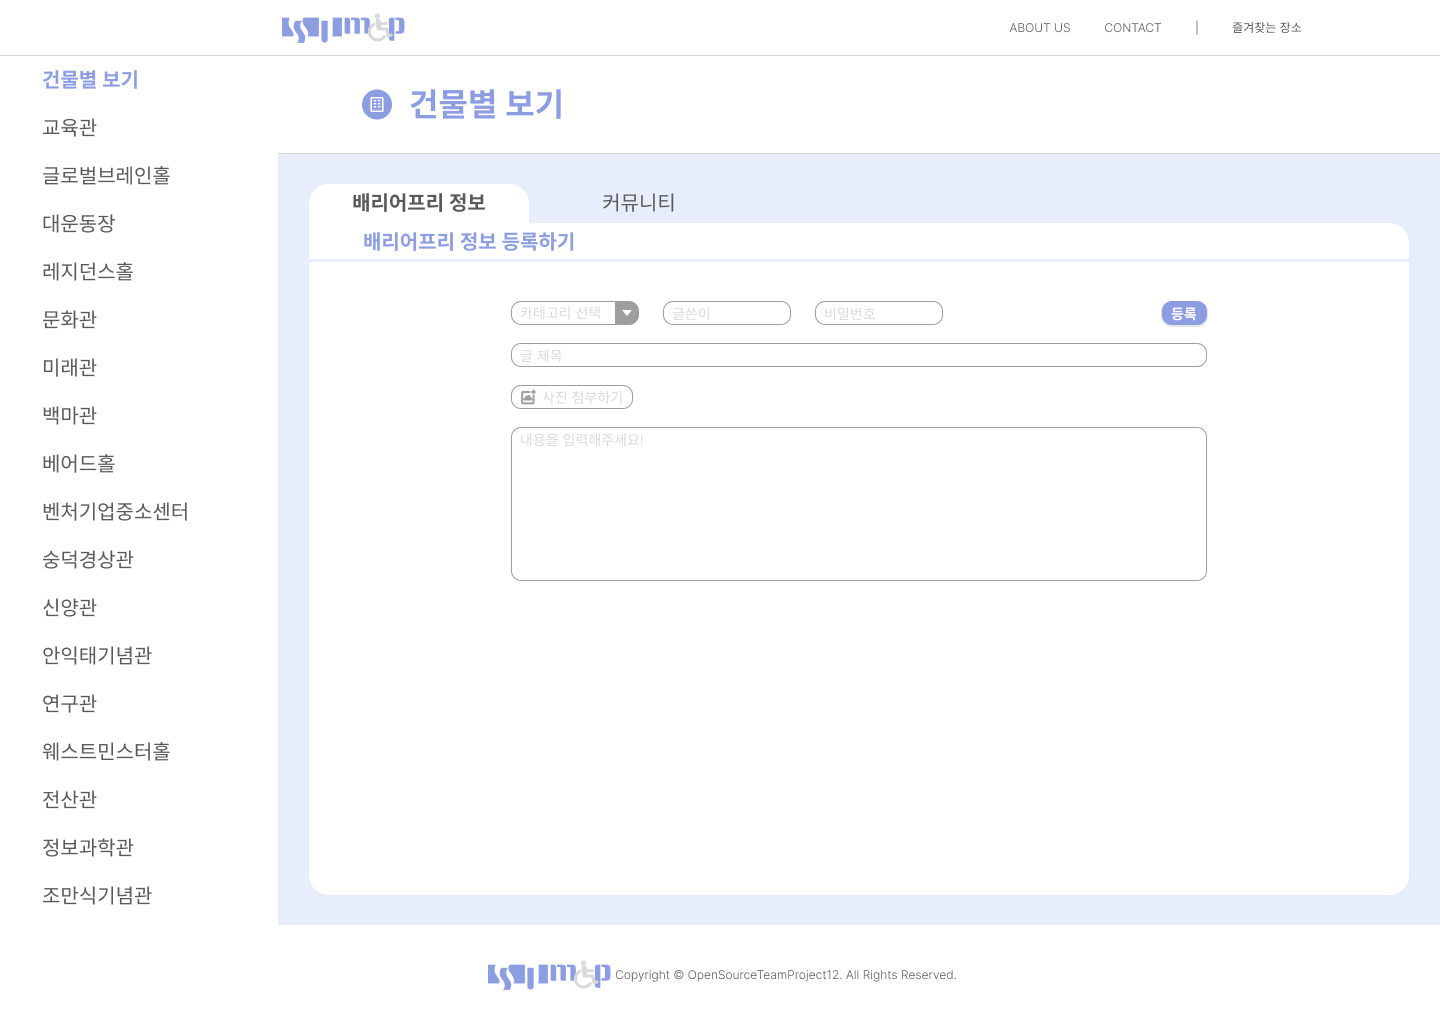 ABOUT US
CONTACT
|
즐겨찾는 장소
건물별 보기
교육관
글로벌브레인홀
대운동장
레지던스홀
문화관
미래관
백마관
베어드홀
벤처기업중소센터
숭덕경상관
신양관
안익태기념관
연구관
웨스트민스터홀
전산관
정보과학관
조만식기념관
건물별 보기
배리어프리 정보
커뮤니티
배리어프리 정보 등록하기
카테고리 선택
글쓴이
비밀번호
등록
글 제목
사진 첨부하기
내용을 입력해주세요!
Copyright © OpenSourceTeamProject12. All Rights Reserved.